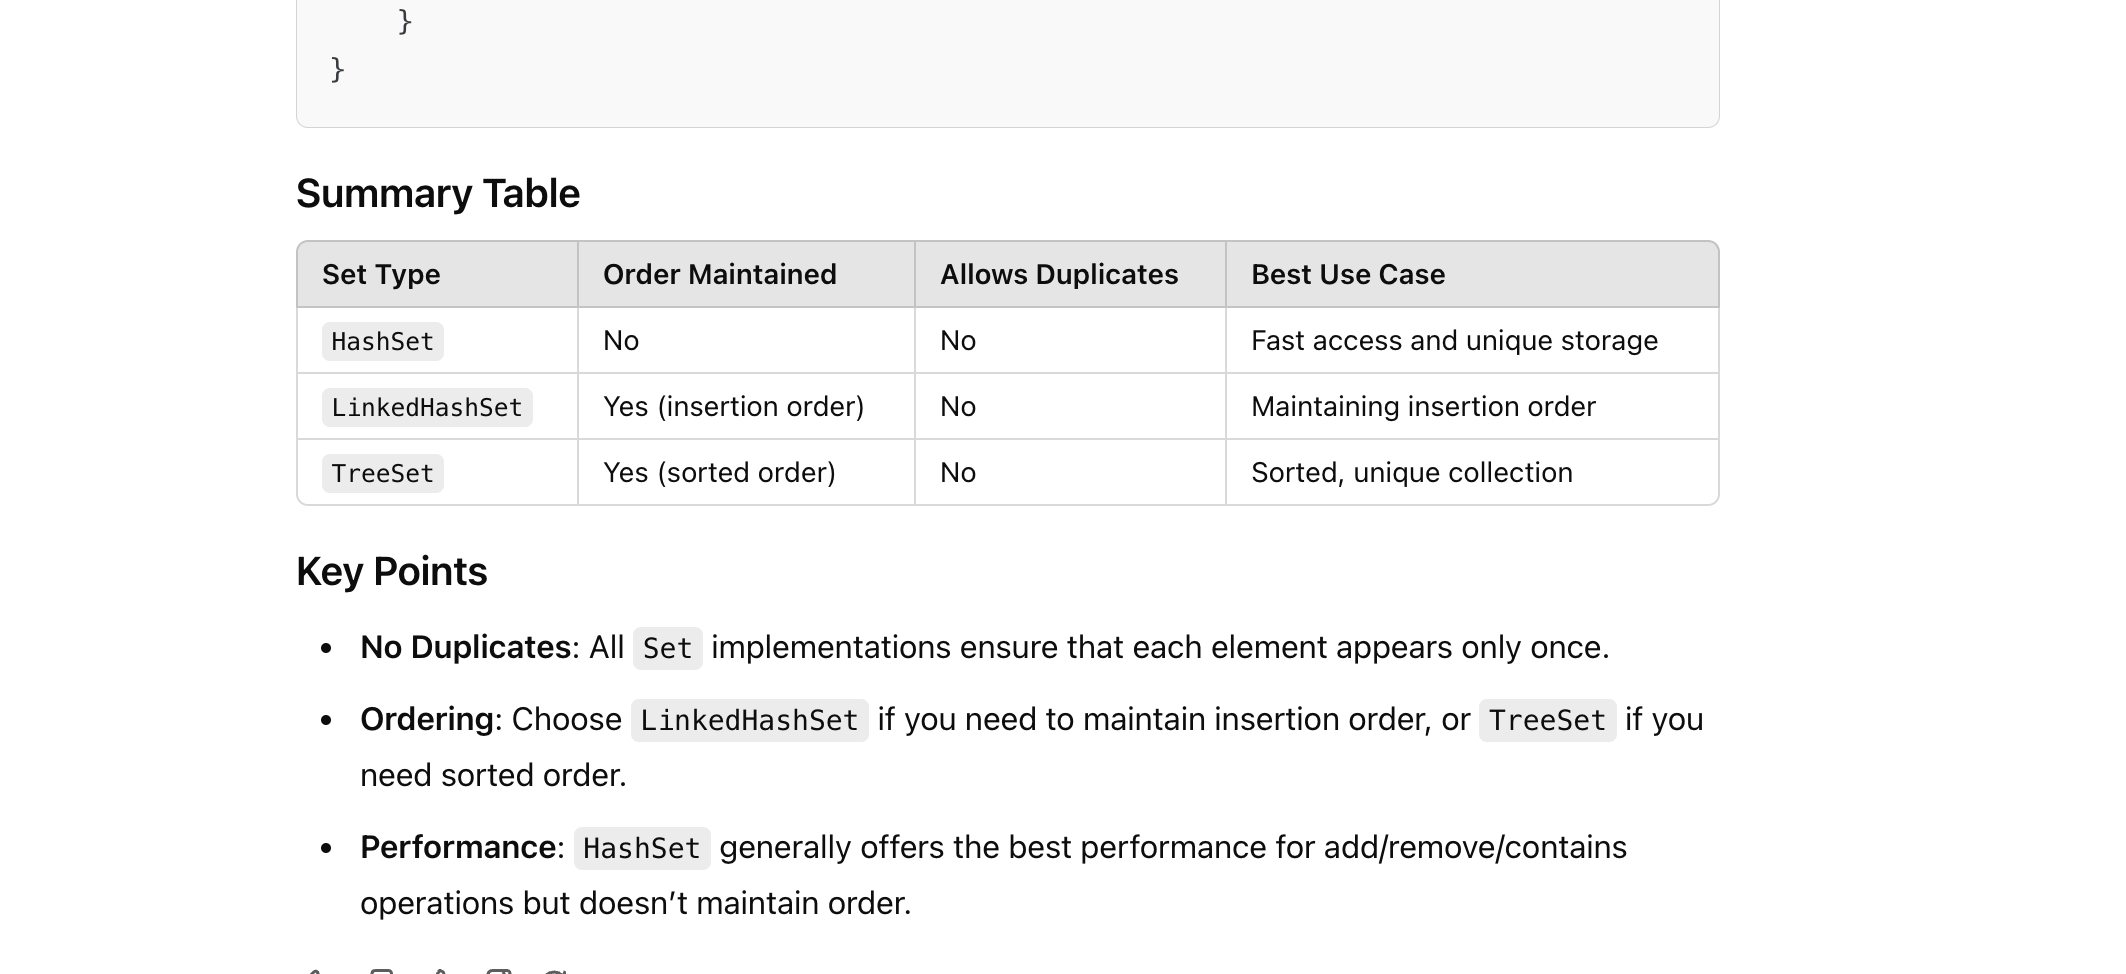 }
}
Summary Table
Set Type Order Maintained Allows Duplicates Best Use Case
HashSet No No Fast access and unique storage
LinkedHashSet Yes (insertion order) No Maintaining insertion order
TreeSet Yes (sorted order) No Sorted, unique collection
Key Points
• No Duplicates: All Set implementations ensure that each element appears only once.
• Ordering: Choose LinkedHashSet if you need to maintain insertion order, or TreeSet if you
need sorted order.
• Performance: HashSet generally offers the best performance for add/remove/contains
operations but doesn’t maintain order.